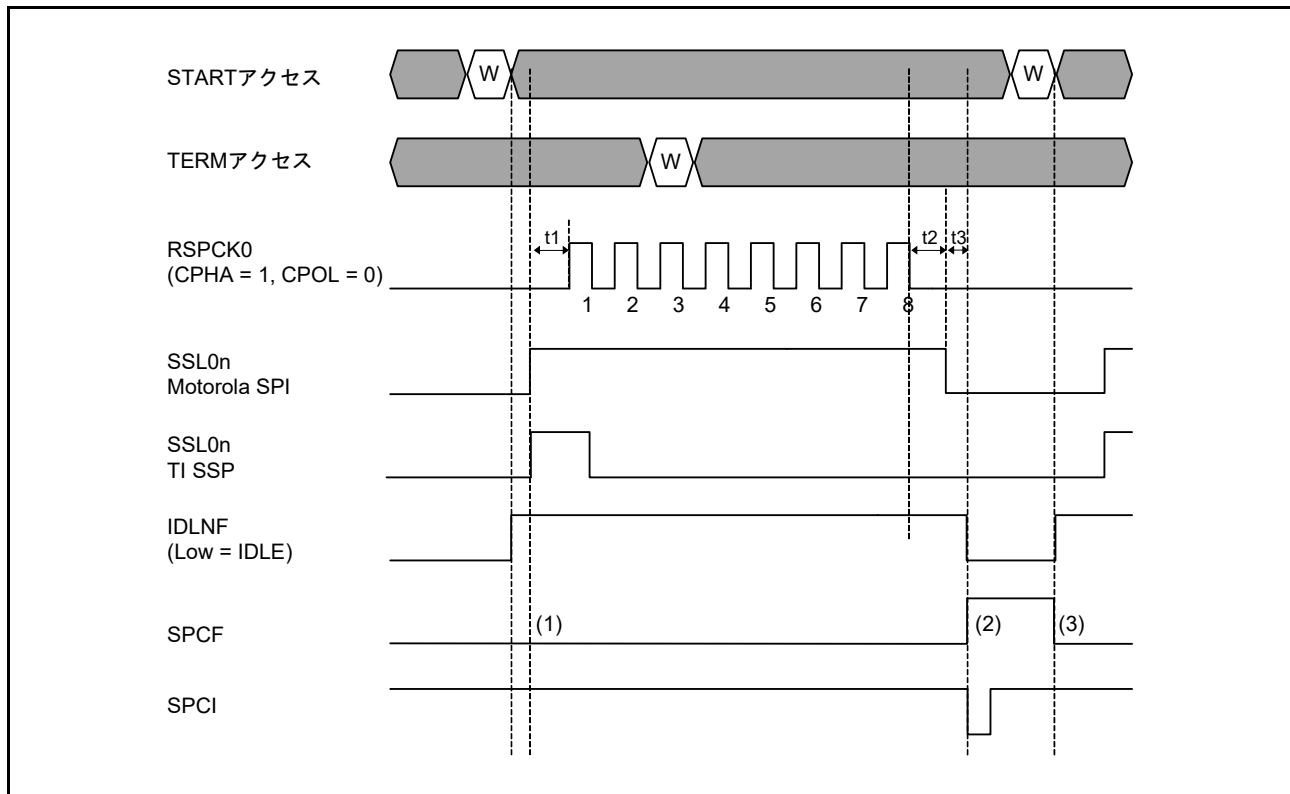 STARTアクセス
W
W
TERMアクセス
W
RSPCK0
(CPHA = 1, CPOL = 0)
t1
t2
t3
1 2 3 4 5 6 7 8
SSL0n
Motorola SPI
SSL0n
TI SSP
IDLNF
(Low = IDLE)
SPCF
(1)
(2)
(3)
SPCI